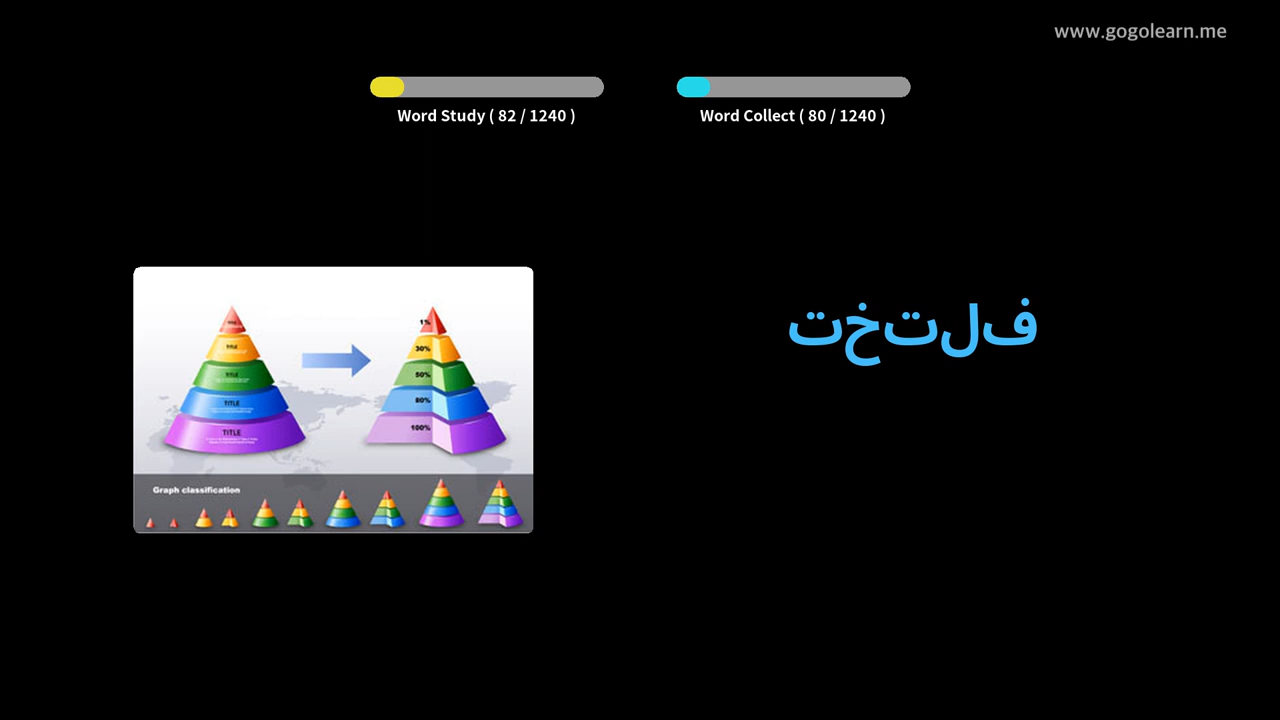 www.gogolearn.me
Word Study ( 82 / 1240 )
Word Collect ( 80 / 1240 )
تختلف
TITLE
TITLE
TITLE
TITLE
1%
30%
50%
80%
100%
Graph classification